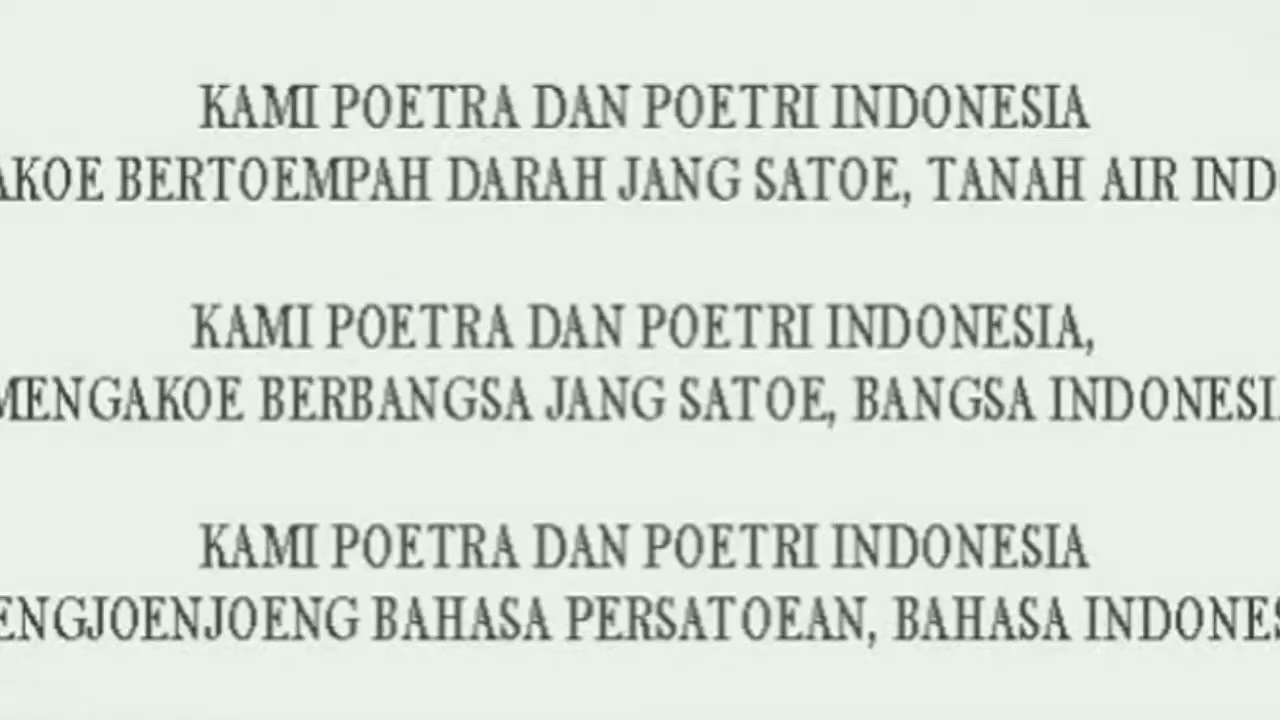 KAMI POETRA DAN POETRI INDONESIA
AKOE BERTOEMPAH DARAH JANG SATOE, TANAH AIR IND
KAMI POETRA DAN POETRI INDONESIA,
MENGAKOE BERBANGSA JANG SATOE, BANGSA INDONESI
KAMI POETRA DAN POETRI INDONESIA
ENGJOENJOENG BAHASA PERSATOEAN, BAHASA INDONES